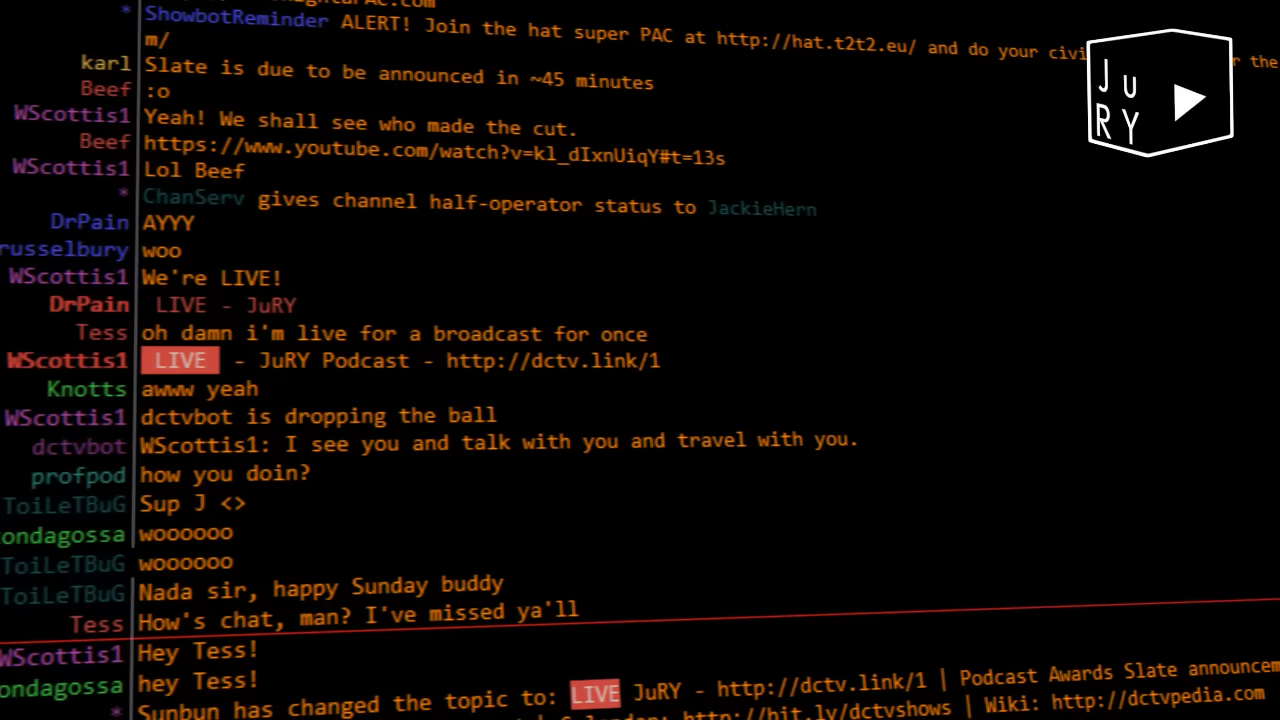 * ShowbotReminder ALERT! Join the hat super PAC at http://hat.t2t2.eu/ and do your r the
m/
karl Slate is due to be announced in ~45 minutes
Beef :o
WScottis1 Yeah! We shall see who made the cut.
Beef https://www.youtube.com/watch?v=kl_dIxnUiqY#t=13s
WScottis1 Lol Beef
* ChanServ gives channel half-operator status to JackieHern
DrPain AYYY
russelbury woo
WScottis1 We're LIVE!
DrPain LIVE - JuRY
Tess oh damn i'm live for a broadcast for once
WScottis1 LIVE - JuRY Podcast - http://dctv.link/1
Knotts awww yeah
WScottis1 dctvbot is dropping the ball
dctvbot WScottis1: I see you and talk with you and travel with you.
profpod how you doin?
ToiLeTBuG Sup J <>
ondagossa woooooo
ToiLeTBuG woooooo
ToiLeTBuG Nada sir, happy Sunday buddy
Tess How's chat, man? I've missed ya'll
WScottis1 Hey Tess!
ondagossa hey Tess!
* Sunbun has changed the topic to: LIVE JuRY - http://dctv.link/1 | Podcast Awards Slate announcem
http://bit.ly/dctvshows | Wiki: http://dctvpedia.com
JuRY